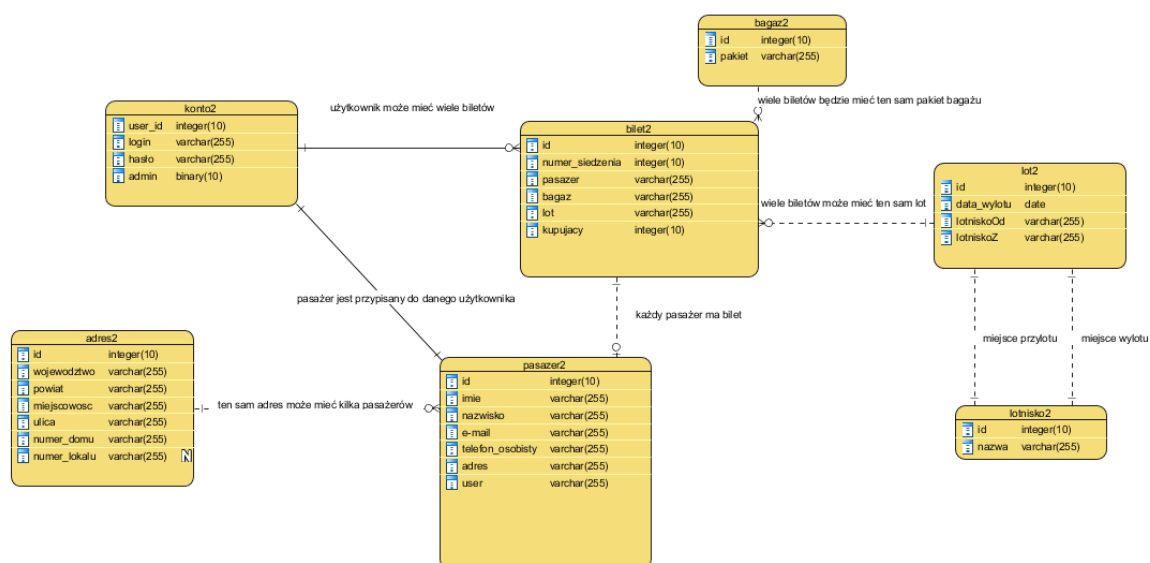 bagaz2
id integer(10)
pakiet varchar(255)
wiele biletów będzie mieć ten sam pakiet bagażu
konto2
user_id integer(10)
login varchar(255)
hasło varchar(255)
admin binary(10)
użytkownik może mieć wiele biletów
bilet2
id integer(10)
numer_siedzenia integer(10)
pasazer varchar(255)
bagaz varchar(255)
lot varchar(255)
kupujacy integer(10)
wiele biletów może mieć ten sam lot
lot2
id integer(10)
data_wylotu date
lotniskoOd varchar(255)
lotniskoZ varchar(255)
pasażer jest przypisany do danego użytkownika
każdy pasażer ma bilet
miejsce przylotu
miejsce wylotu
adres2
id integer(10)
wojewodztwo varchar(255)
powiat varchar(255)
miejscowosc varchar(255)
ulica varchar(255)
numer_domu varchar(255)
numer_lokalu varchar(255) N
ten sam adres może mieć kilka pasażerów
pasazer2
id integer(10)
imie varchar(255)
nazwisko varchar(255)
e-mail varchar(255)
telefon_osobisty varchar(255)
adres varchar(255)
user varchar(255)
lotnisko2
id integer(10)
nazwa varchar(255)